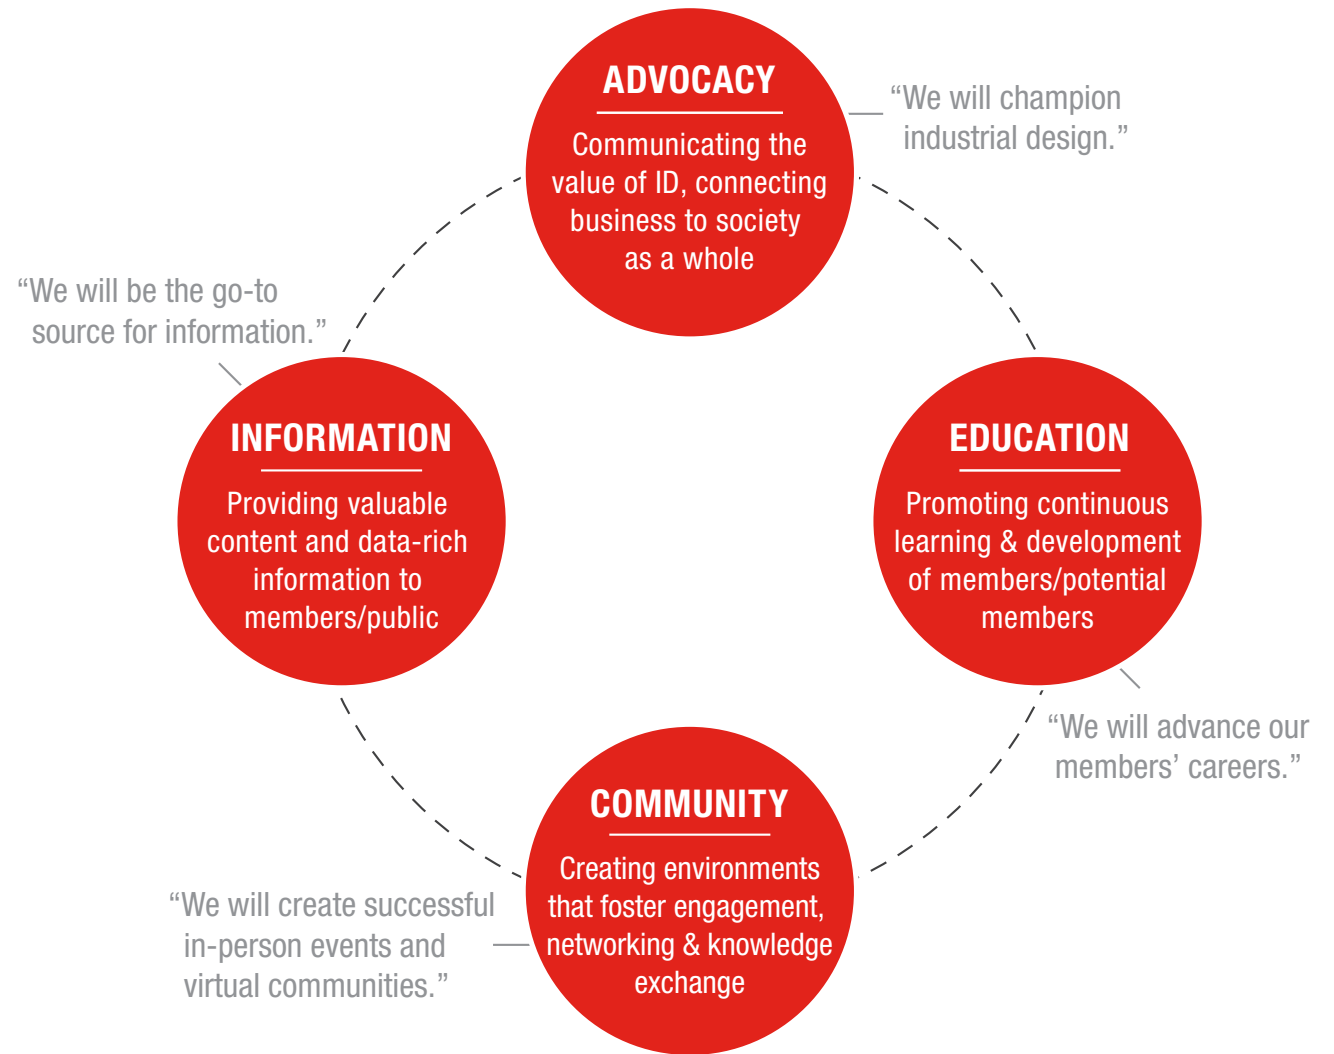 ADVOCACY
Communicating the
value of ID, connecting
business to society
as a whole
“We will champion
industrial design.”
“We will be the go-to
source for information.”
INFORMATION
Providing valuable
content and data-rich
information to
members/public
EDUCATION
Promoting continuous
learning & development
of members/potential
members
“We will advance our
members’ careers.”
COMMUNITY
Creating environments
that foster engagement,
networking & knowledge
exchange
“We will create successful
in-person events and
virtual communities.”